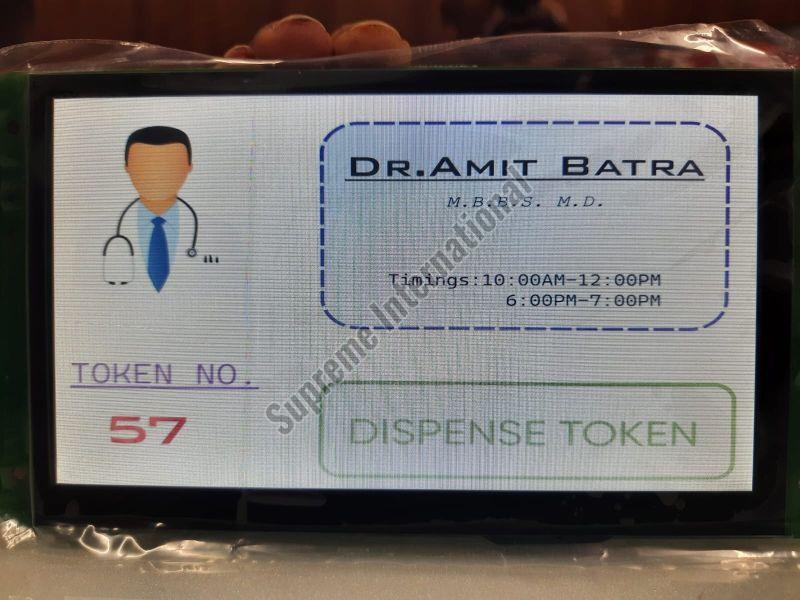 DR.AMIT BATRA
M.B.B.S. M.D.
Timings:10:00AM-12:00PM
6:00PM-7:00PM
TOKEN NO.
57
DISPENSE TOKEN
Supreme International